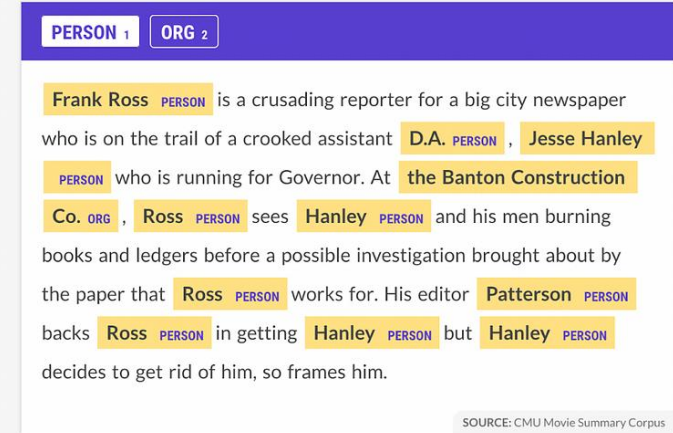 PERSON 1 ORG 2
Frank Ross PERSON is a crusading reporter for a big city newspaper
who is on the trail of a crooked assistant D.A. PERSON , Jesse Hanley
PERSON who is running for Governor. At the Banton Construction
Co. ORG , Ross PERSON sees Hanley PERSON and his men burning
books and ledgers before a possible investigation brought about by
the paper that Ross PERSON works for. His editor Patterson PERSON
backs Ross PERSON in getting Hanley PERSON but Hanley PERSON
decides to get rid of him, so frames him.
SOURCE: CMU Movie Summary Corpus